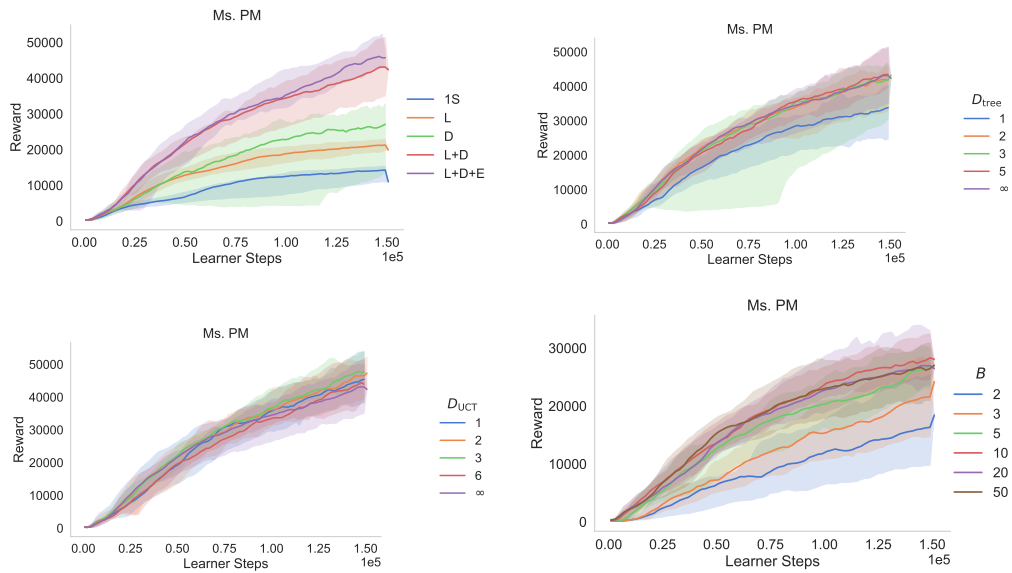 Ms. PM
50000
40000
30000
20000
10000
0
Reward
0.00 0.25 0.50 0.75 1.00 1.25 1.50
Learner Steps
1e5
1S
L
D
L+D
L+D+E
Ms. PM
50000
40000
30000
20000
10000
0
Reward
0.00 0.25 0.50 0.75 1.00 1.25 1.50
Learner Steps
1e5
Dtree
1
2
3
5
∞
Ms. PM
50000
40000
30000
20000
10000
0
Reward
0.00 0.25 0.50 0.75 1.00 1.25 1.50
Learner Steps
1e5
DUCT
1
2
3
6
∞
Ms. PM
30000
20000
10000
0
Reward
0.00 0.25 0.50 0.75 1.00 1.25 1.50
Learner Steps
1e5
B
2
3
5
10
20
50